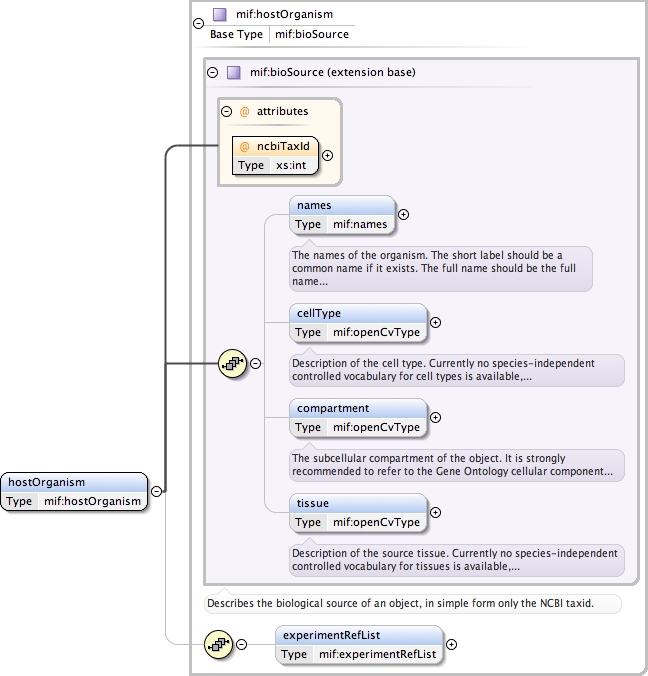 mif:hostOrganism
Base Type mif:bioSource
mif:bioSource (extension base)
@ attributes
@ ncbiTaxId
Type xs:int
names
Type mif:names
The names of the organism. The short label should be a
common name if it exists. The full name should be the full
name...
cellType
Type mif:openCvType
Description of the cell type. Currently no species-independent
controlled vocabulary for cell types is available,...
compartment
Type mif:openCvType
The subcellular compartment of the object. It is strongly
recommended to refer to the Gene Ontology cellular component...
hostOrganism
Type mif:hostOrganism
tissue
Type mif:openCvType
Description of the source tissue. Currently no species-independent
controlled vocabulary for tissues is available,...
Describes the biological source of an object, in simple form only the NCBI taxid.
experimentRefList
Type mif:experimentRefList